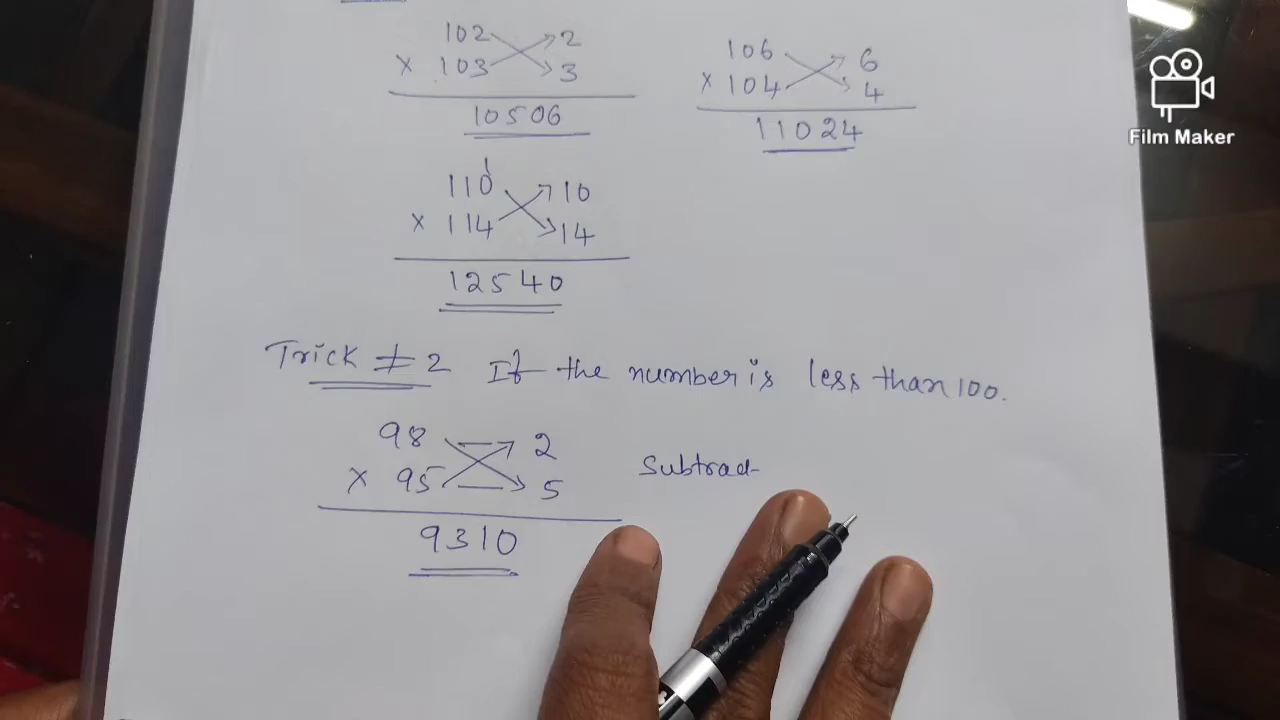 102 2
× 103 3
10506
106 6
× 104 4
11024
1
110 10
× 114 14
12540
Trick # 2 If the number is less than 100.
98 2
× 95 5
9310
Subtract
Film Maker